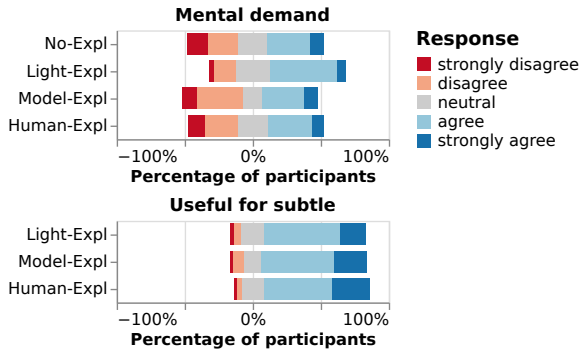 Mental demand
No-Expl
Light-Expl
Model-Expl
Human-Expl
−100% 0% 100%
Percentage of participants
Response
strongly disagree
disagree
neutral
agree
strongly agree
Useful for subtle
Light-Expl
Model-Expl
Human-Expl
−100% 0% 100%
Percentage of participants